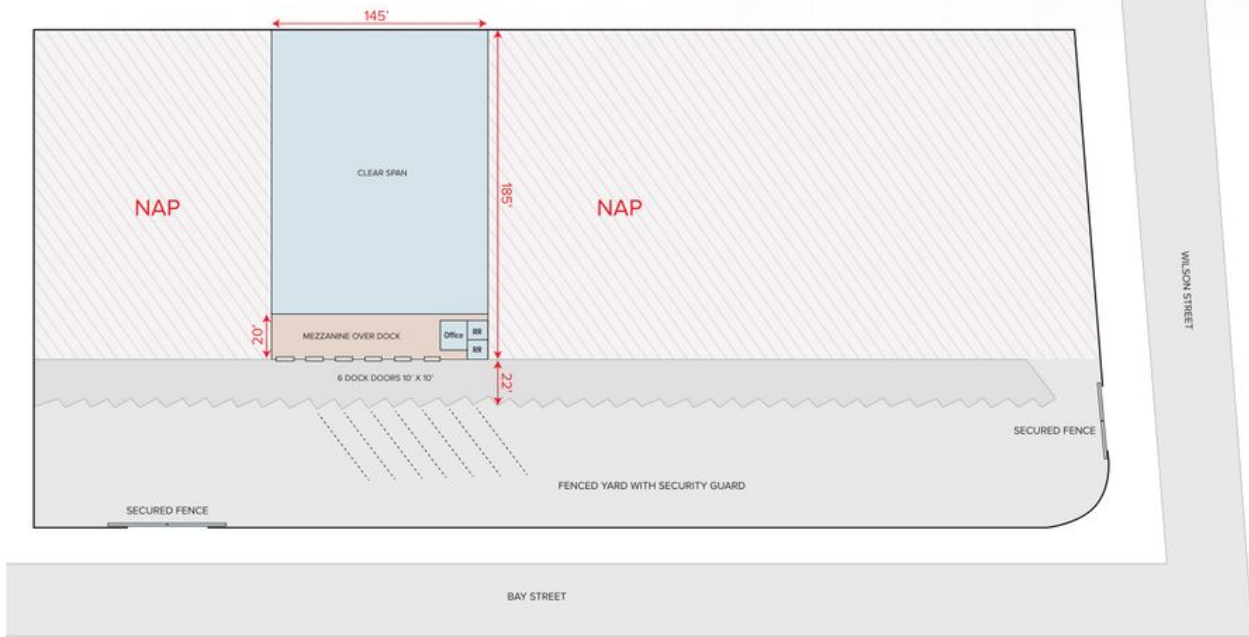 145'
CLEAR SPAN
185'
NAP
NAP
WILSON STREET
20'
MEZZANINE OVER DOCK
Office
RR
RR
6 DOCK DOORS 10' X 10'
22'
SECURED FENCE
FENCED YARD WITH SECURITY GUARD
SECURED FENCE
BAY STREET